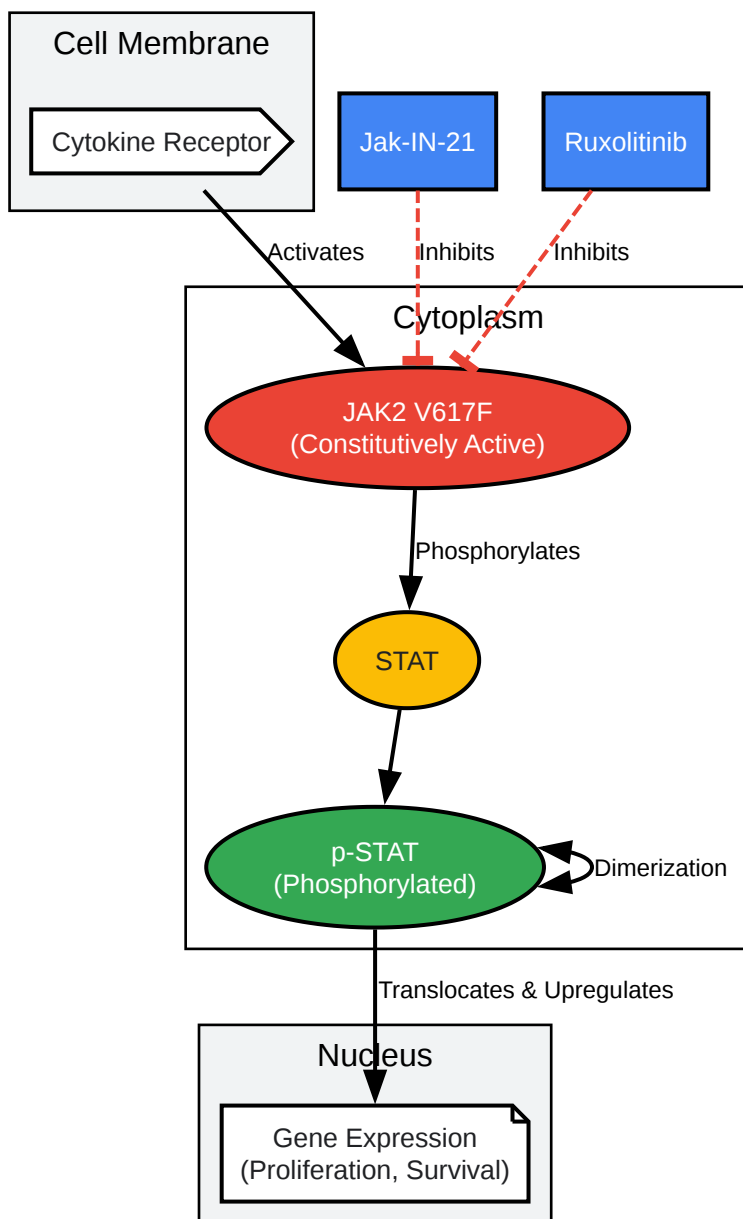 Cell Membrane
Cytokine Receptor
Jak-IN-21
Ruxolitinib
Activates
Inhibits
Inhibits
Cytoplasm
JAK2 V617F
(Constitutively Active)
Phosphorylates
STAT
p-STAT
(Phosphorylated)
Dimerization
Translocates & Upregulates
Nucleus
Gene Expression
(Proliferation, Survival)